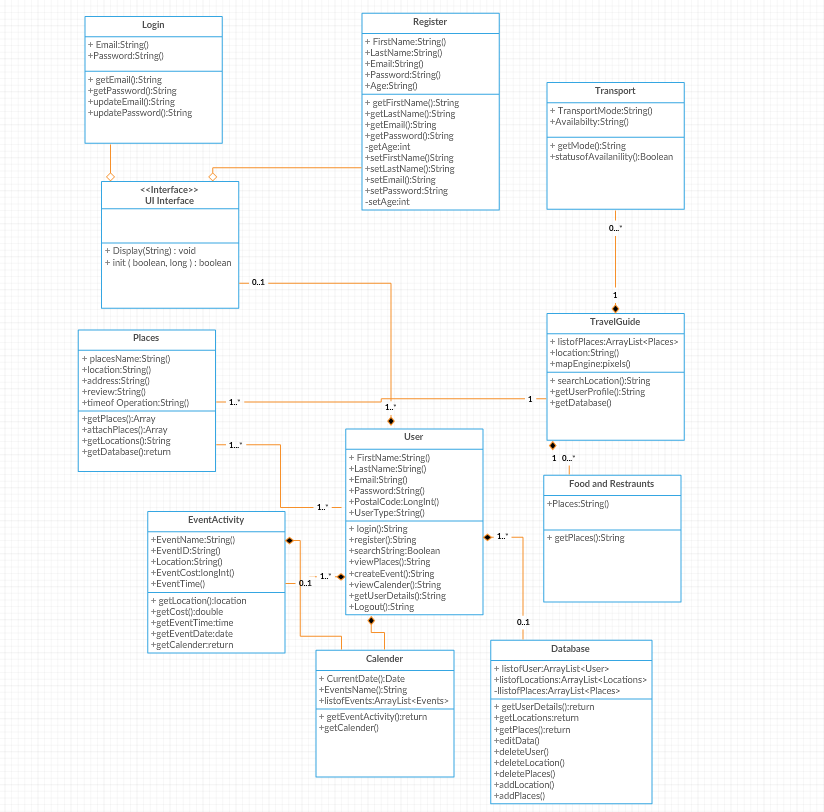 Login
+ Email:String()
+Password:String()
+ getEmail():String
+getPassword():String
+updateEmail():String
+updatePassword():String
Register
+ FirstName:String()
+LastName:String()
+Email:String()
+Password:String()
+Age:String()
+ getFirstName():String
+getLastName():String
+getEmail():String
+getPassword():String
-getAge:int
+setFirstName()String
+setLastName():String
+setEmail():String
+setPassword:String
-setAge:int
Transport
+ TransportMode:String()
+Availabilty:String()
+ getMode():String
+statusofAvailanility():Boolean
<<Interface>>
UI Interface
+ Display(String) : void
+ init ( boolean, long ) : boolean
0..1
0...*
1
Places
+ placesName:String()
+location:String()
+address:String()
+review:String()
+timeof Operation:String()
+getPlaces():Array
+attachPlaces():Array
+getLocations():String
+getDatabase():return
TravelGuide
+ listofPlaces:ArrayList<Places>
+location:String()
+mapEngine:pixels()
+ searchLocation():String
+getUserProfile():String
+getDatabase()
1..*
1
1..*
1...*
1..*
1 0...*
User
+ FirstName:String()
+LastName:String()
+Email:String()
+Password:String()
+PostalCode:LongInt()
+UserType:String()
+ login():String
+register():String
+searchString:Boolean
+viewPlaces():String
+createEvent():String
+viewCalender():String
+getUserDetails():String
+Logout():String
Food and Restraunts
+Places:String()
+ getPlaces():String
EventActivity
+EventName:String()
+EventID:String()
+Location:String()
+EventCost:longInt()
+EventTime()
+ getLocation():location
+getCost():double
+getEventTime:time
+getEventDate:date
+getCalender:return
0..1
1..*
1..*
0...1
Calender
+ CurrentDate():Date
+EventsName():String
+listofEvents:ArrayList<Events>
+ getEventActivity():return
+getCalender()
Database
+ listofUser:ArrayList<User>
+listofLocations:ArrayList<Locations>
-llistofPlaces:ArrayList<Places>
+ getUserDetails:return
+getLocations:return
+getPlaces():return
+editData()
+deleteUser()
+deleteLocation()
+deletePlaces()
+addLocation()
+addPlaces()